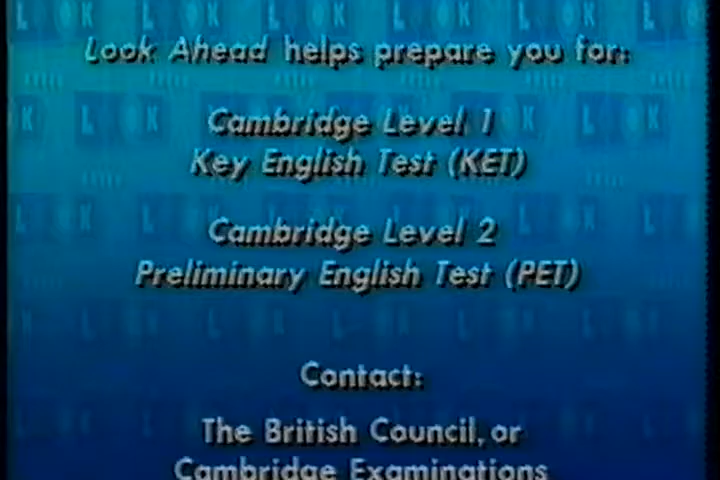 Look Ahead helps prepare you for:
Cambridge Level 1
Key English Test (KET)
Cambridge Level 2
Preliminary English Test (PET)
Contact:
The British Council, or
Cambridge Examinations